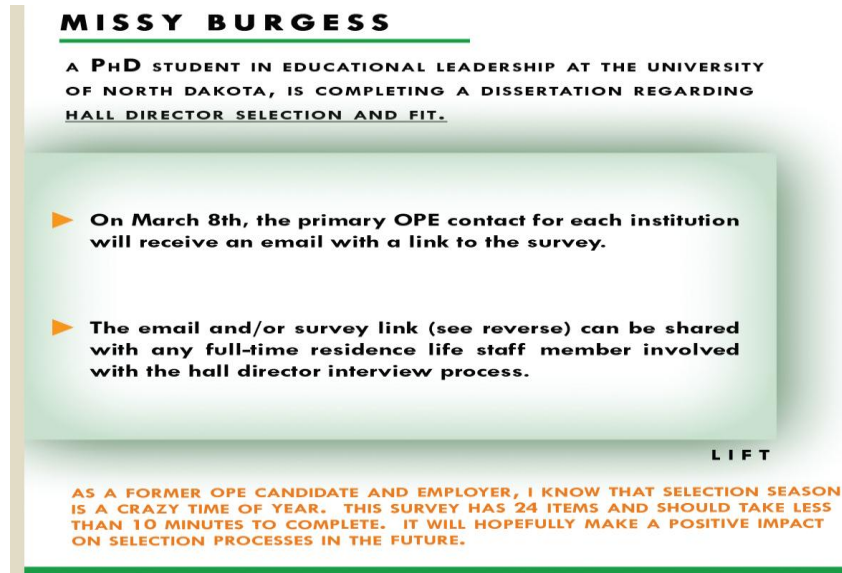 MISSY BURGESS
A PHD STUDENT IN EDUCATIONAL LEADERSHIP AT THE UNIVERSITY
OF NORTH DAKOTA, IS COMPLETING A DISSERTATION REGARDING
HALL DIRECTOR SELECTION AND FIT.
On March 8th, the primary OPE contact for each institution
will receive an email with a link to the survey.
The email and/or survey link (see reverse) can be shared
with any full-time residence life staff member involved
with the hall director interview process.
LIFT
AS A FORMER OPE CANDIDATE AND EMPLOYER, I KNOW THAT SELECTION SEASON
IS A CRAZY TIME OF YEAR. THIS SURVEY HAS 24 ITEMS AND SHOULD TAKE LESS
THAN 10 MINUTES TO COMPLETE. IT WILL HOPEFULLY MAKE A POSITIVE IMPACT
ON SELECTION PROCESSES IN THE FUTURE.